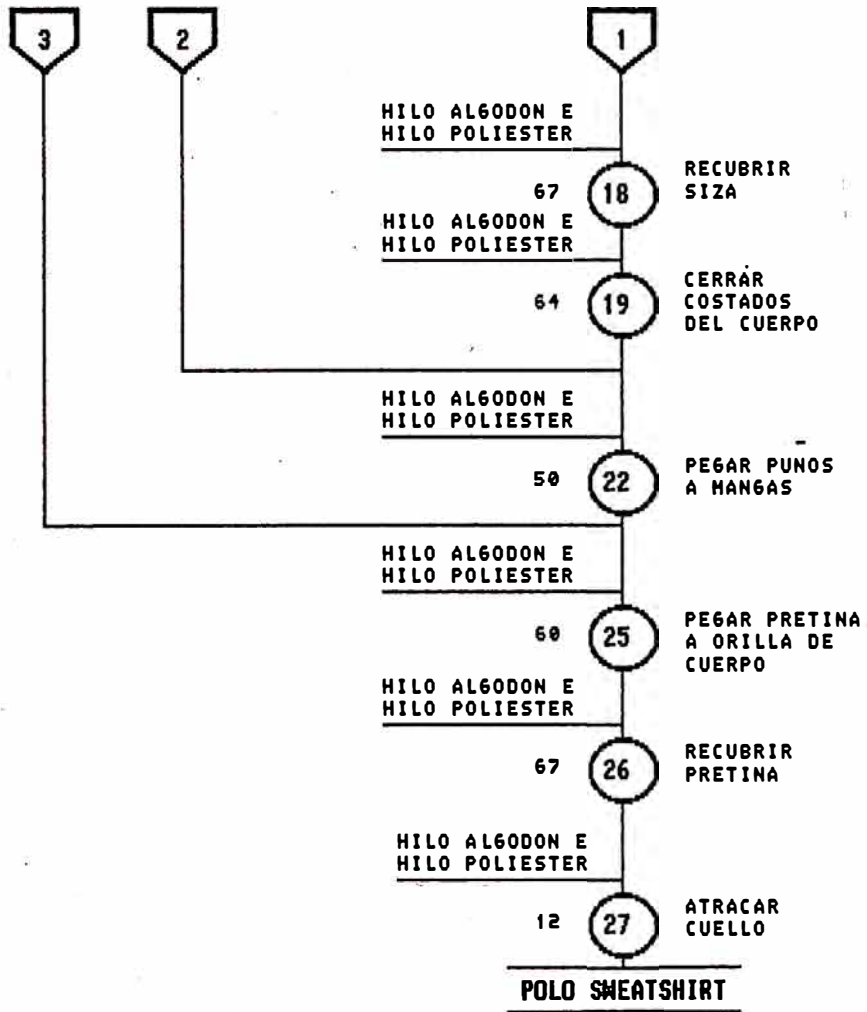 3
2
1
HILO ALGODON E
HILO POLIESTER
67
18
RECUBRIR
SIZA
HILO ALGODON E
HILO POLIESTER
64
19
CERRAR
COSTADOS
DEL CUERPO
HILO ALGODON E
HILO POLIESTER
50
22
PEGAR PUNOS
A MANGAS
HILO ALGODON E
HILO POLIESTER
60
25
PEGAR PRETINA
A ORILLA DE
CUERPO
HILO ALGODON E
HILO POLIESTER
67
26
RECUBRIR
PRETINA
HILO ALGODON E
HILO POLIESTER
12
27
ATRACAR
CUELLO
POLO SWEATSHIRT